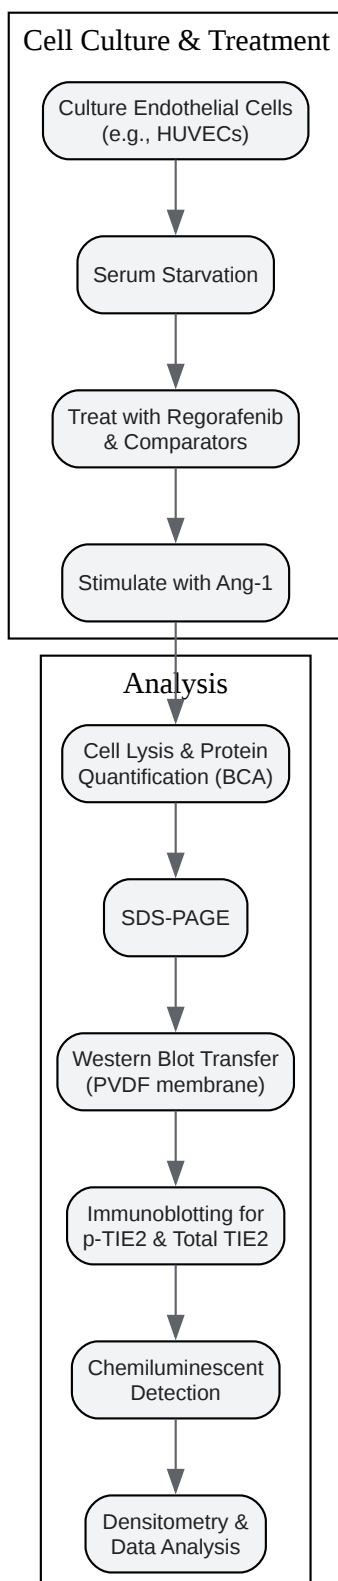 Cell Culture & Treatment
Culture Endothelial Cells
(e.g., HUVECs)
Serum Starvation
Treat with Regorafenib
& Comparators
Stimulate with Ang-1
Analysis
Cell Lysis & Protein
Quantification (BCA)
SDS-PAGE
Western Blot Transfer
(PVDF membrane)
Immunoblotting for
p-TIE2 & Total TIE2
Chemiluminescent
Detection
Densitometry &
Data Analysis